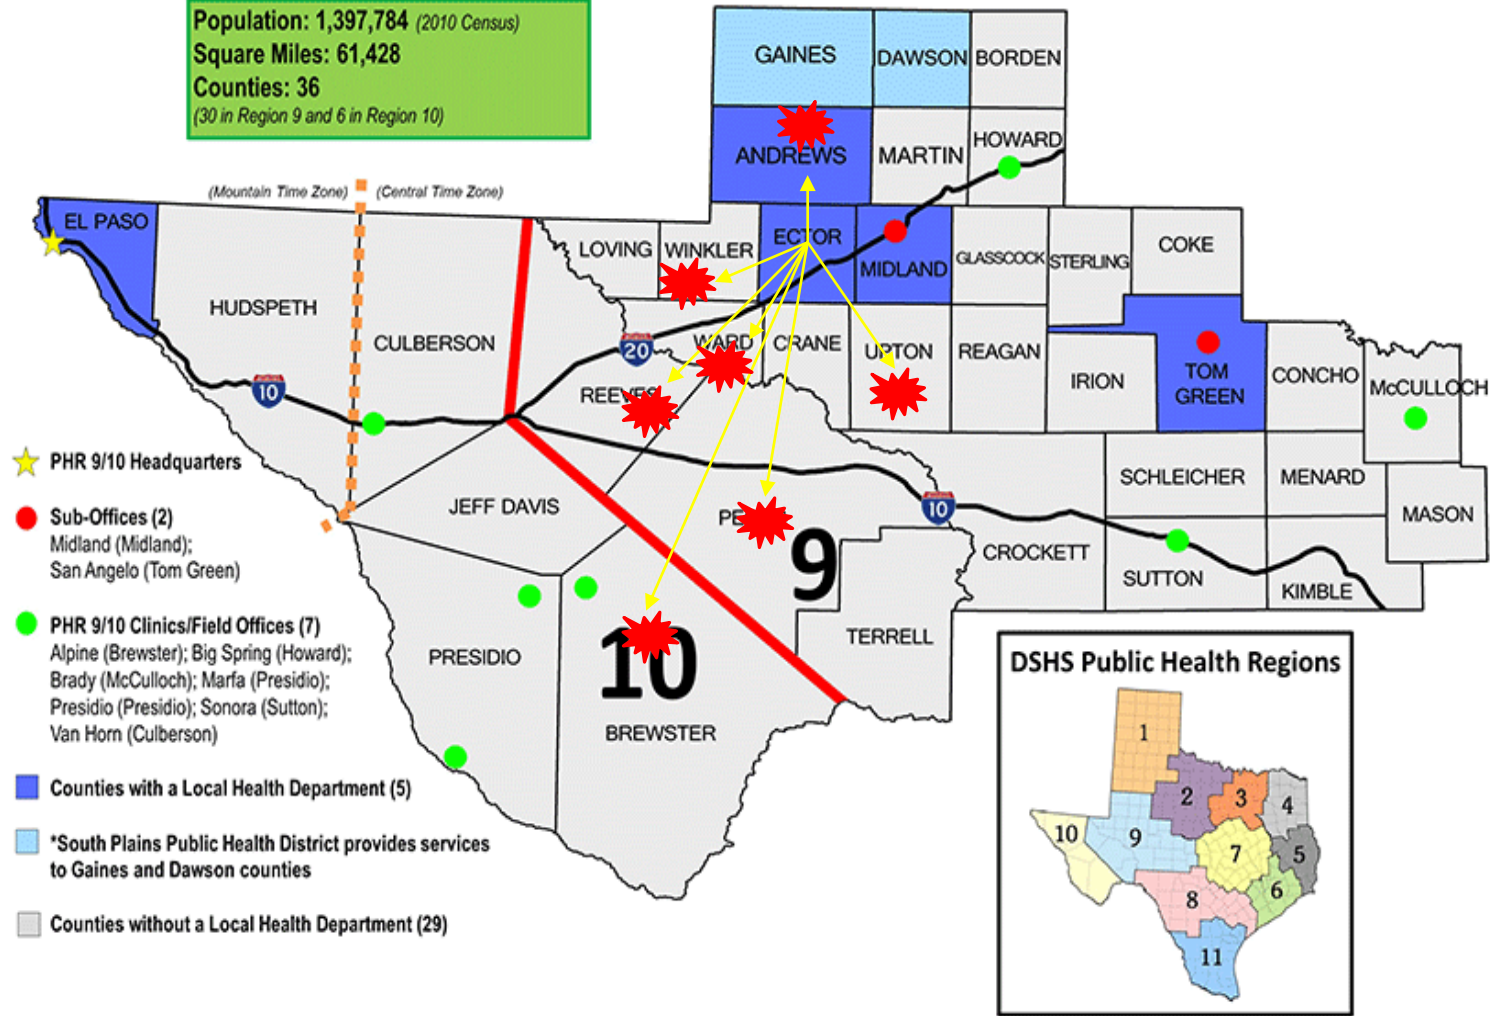 Population: 1,397,784 (2010 Census)
Square Miles: 61,428
Counties: 36
(30 in Region 9 and 6 in Region 10)
GAINES
DAWSON
BORDEN
ANDREWS
MARTIN
HOWARD
(Mountain Time Zone)
(Central Time Zone)
EL PASO
HUDSPETH
CULBERSON
LOVING
WINKLER
ECTOR
MIDLAND
GLASSCOCK
STERLING
COKE
20
WARD
CRANE
UPTON
REAGAN
IRION
TOM
GREEN
CONCHO
McCULLOCH
10
REEVES
JEFF DAVIS
PE
9
10
SCHLEICHER
MENARD
MASON
CROCKETT
SUTTON
KIMBLE
TERRELL
PRESIDIO
10
BREWSTER
PHR 9/10 Headquarters
Sub-Offices (2)
Midland (Midland);
San Angelo (Tom Green)
PHR 9/10 Clinics/Field Offices (7)
Alpine (Brewster); Big Spring (Howard);
Brady (McCulloch); Marfa (Presidio);
Presidio (Presidio); Sonora (Sutton);
Van Horn (Culberson)
Counties with a Local Health Department (5)
*South Plains Public Health District provides services
to Gaines and Dawson counties
Counties without a Local Health Department (29)
DSHS Public Health Regions
1
2
3
4
10
9
7
5
6
8
11